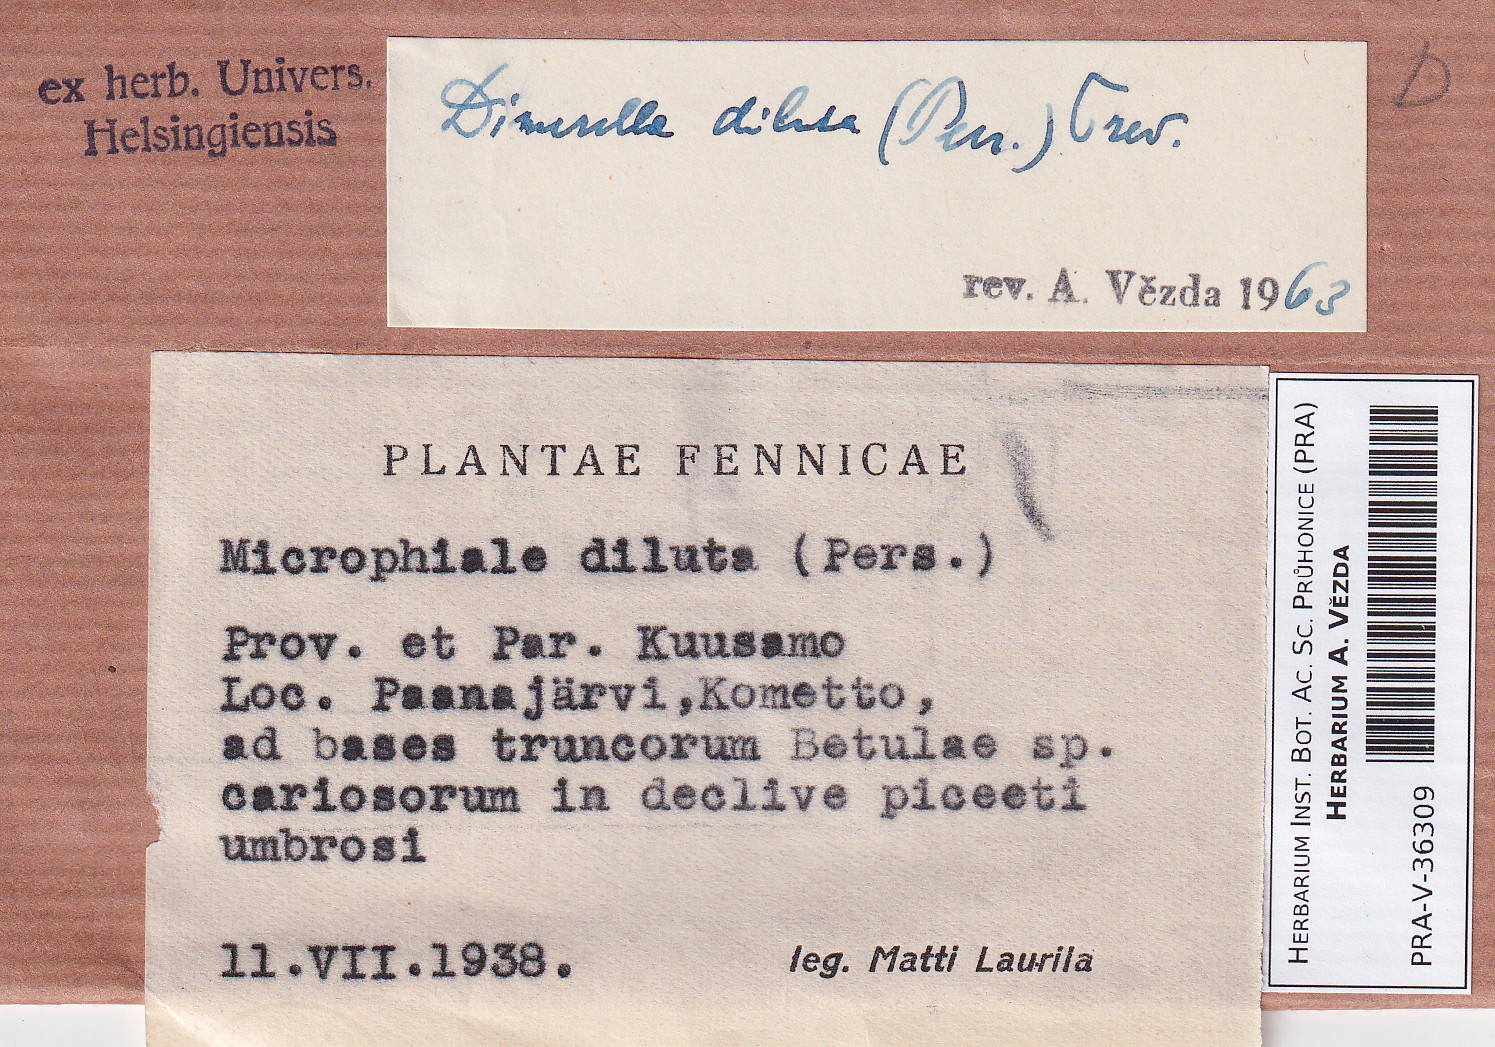 ex herb. Univers.
Helsingiensis
Dimerella diluta (Pers.) Trev.
rev. A. Vězda 1963
D
PLANTAE FENNICAE
Microphiale diluta (Pers.)
Prov. et Par. Kuusamo
Loc. Paanajärvi,Kometto,
ad bases truncorum Betulae sp.
cariosorum in declive piceeti
umbrosi
11.VII.1938.
leg. Matti Laurila
HERBARIUM INST. BOT. AC. SC. PRŮHONICE (PRA)
HERBARIUM A. VĚZDA
PRA-V-36309